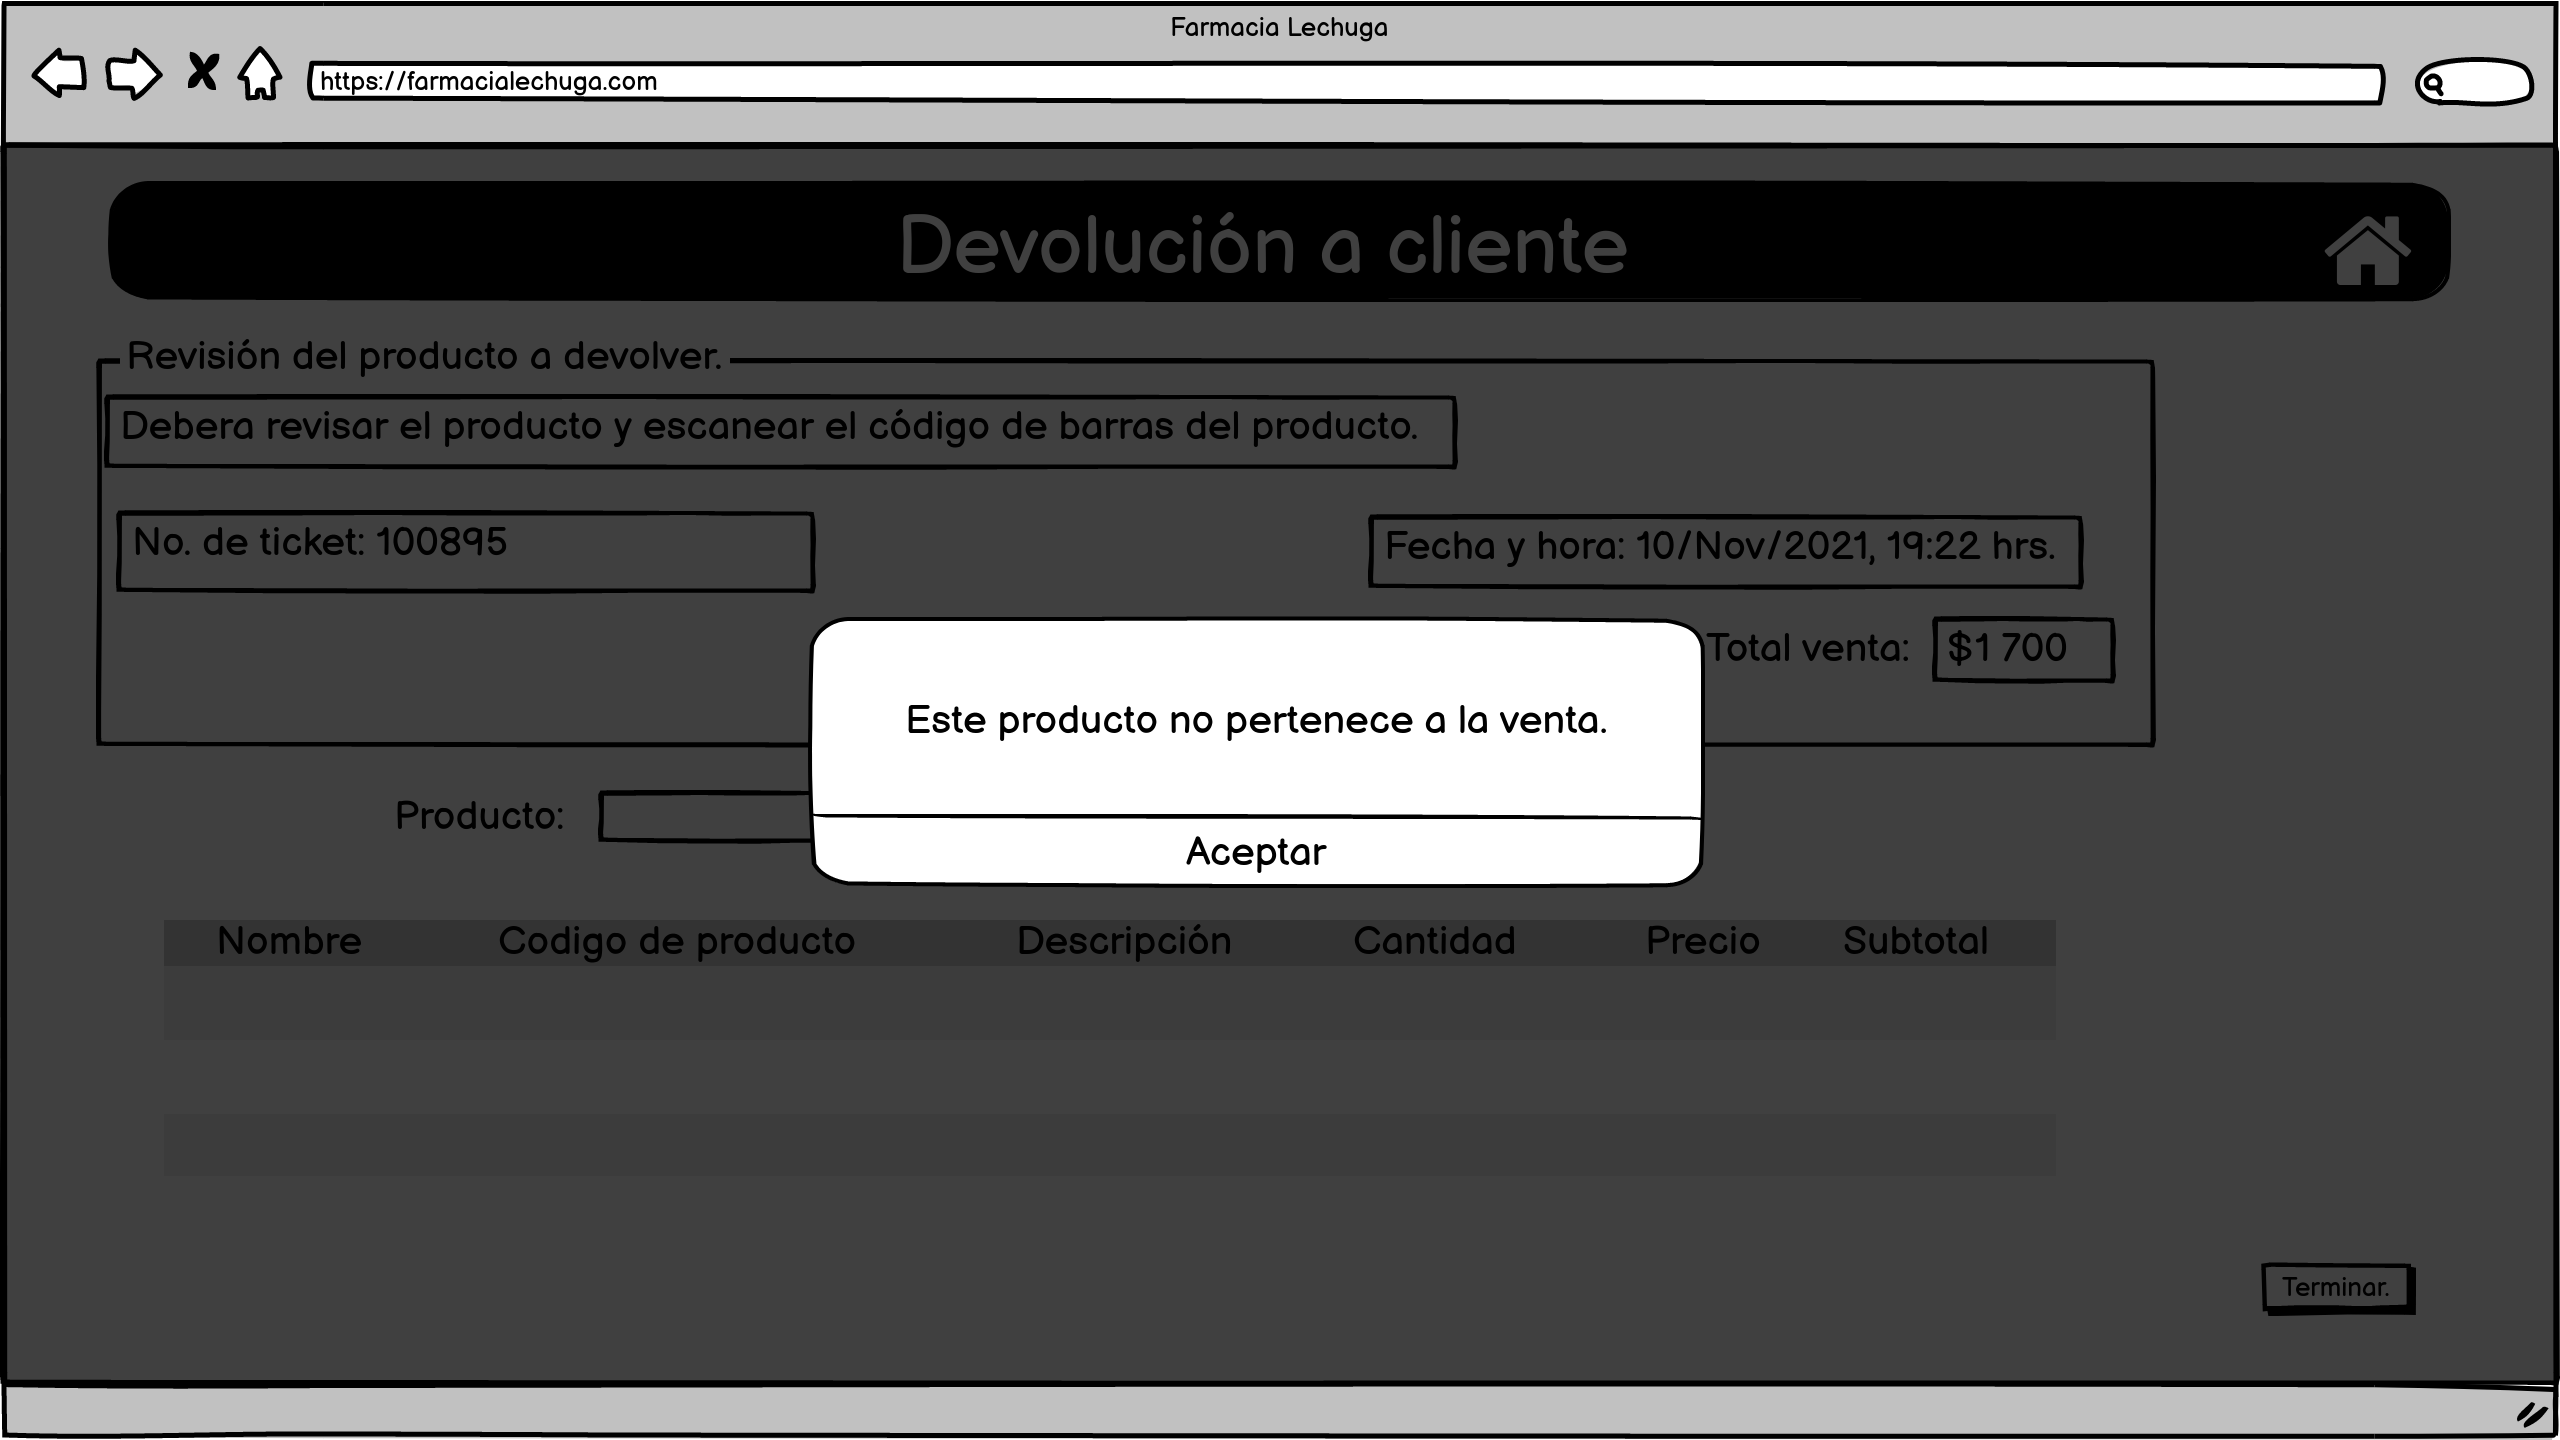 Farmacia Lechuga
https://farmacialechuga.com
Devolución a cliente
Revisión del producto a devolver.
Debera revisar el producto y escanear el código de barras del producto.
No. de ticket: 100895
Fecha y hora: 10/Nov/2021, 19:22 hrs.
Total venta: $1 700
Este producto no pertenece a la venta.
Producto:
Aceptar
Nombre Codigo de producto Descripción Cantidad Precio Subtotal
Terminar.